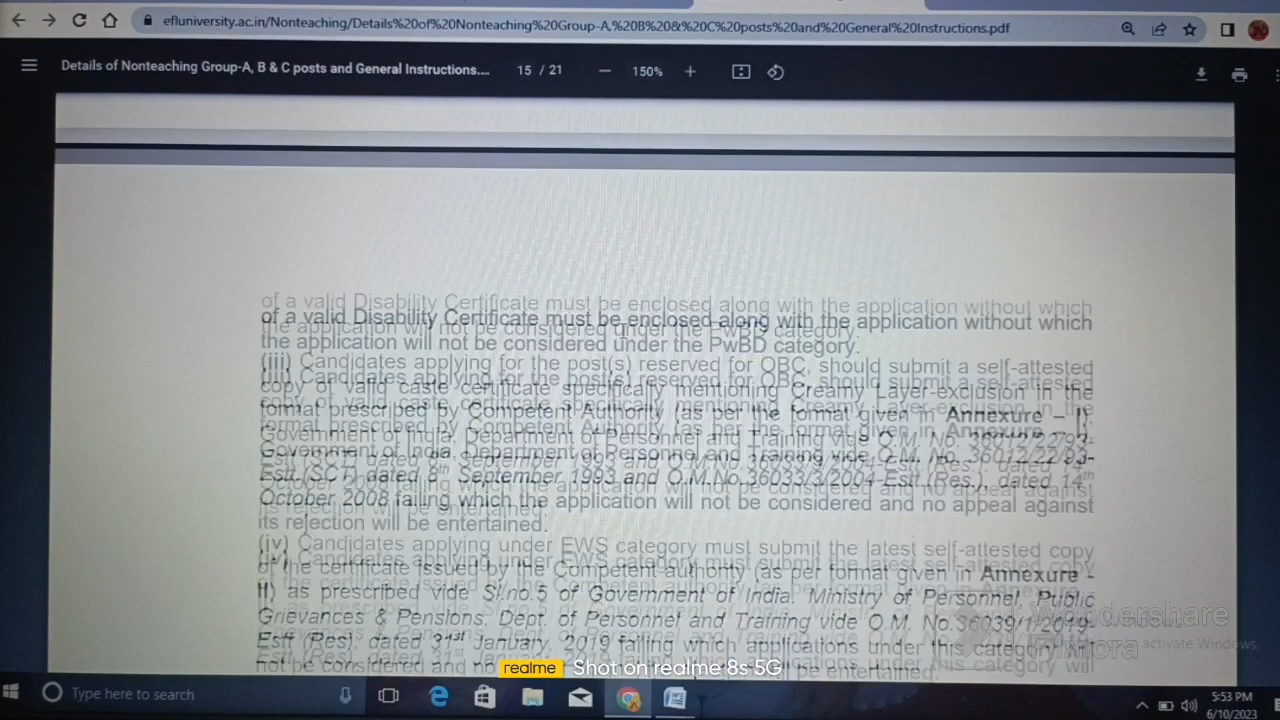 efluniversity.ac.in/Nonteaching/Details%20of%20Nonteaching%20Group-A,%20B%20&%20C%20posts%20and%20General%20Instructions.pdf
Details of Nonteaching Group-A, B & C posts and General Instructions....
15 / 21
150%
of a valid Disability Certificate must be enclosed along with the application without which
the application will not be considered under the PwBD category.
(iii) Candidates applying for the post(s) reserved for OBC, should submit a self-attested
copy of valid caste certificate specifically mentioning Creamy Layer-exclusion in the
format prescribed by Competent Authority (as per the format given in Annexure – I).
Government of India, Department of Personnel and Training vide O.M. No. 36012/22/93-
Estt (SCT) dated 8th September 1993 and O.M.No.36033/3/2004-Estt (Res.), dated 14th
October 2008 failing which the application will not be considered and no appeal against
its rejection will be entertained.
(iv) Candidates applying under EWS category must submit the latest self-attested copy
of the certificate issued by the Competent authority (as per format given in Annexure -
II) as prescribed vide Sl.no.5 of Government of India, Ministry of Personnel, Public
Grievances & Pensions, Dept. of Personnel and Training vide O.M. No.36039/1/2019-
Estt (Res), dated 31st January, 2019 failing which applications under this category will
not be considered and no will be entertained.
Wondershare
activate Windows.
realme Shot on realme 8s 5G
Type here to search
5:53 PM
6/10/2023